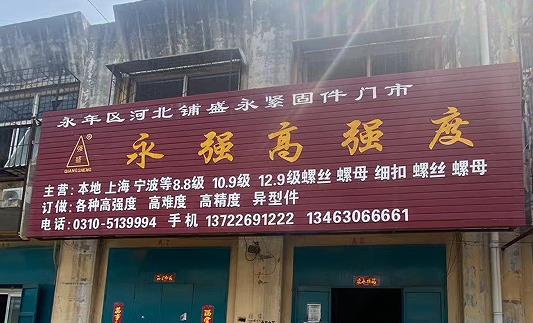 永年区河北铺盛永紧固件门市
强盛
®
QIANGSHENG
永强高强度
主营:本地 上海 宁波等8.8级 10.9级 12.9级螺丝 螺母 细扣 螺丝 螺母
订做:各种高强度 高难度 高精度 异型件
电话:0310-5139994 手机 13722691222 13463066661